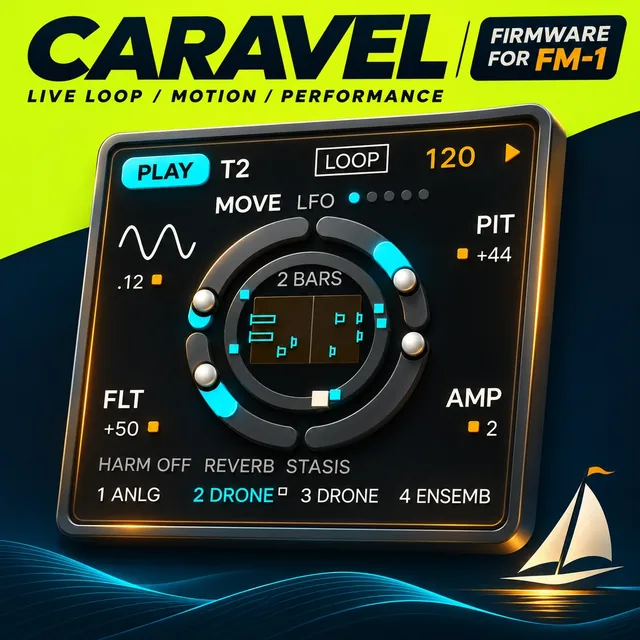 CARAVEL
FIRMWARE
FOR FM-1
LIVE LOOP / MOTION / PERFORMANCE
PLAY T2 LOOP 120
MOVE LFO
PIT
+44
.12
2 BARS
FLT
+50
AMP
2
HARM OFF REVERB STASIS
1 ANLG 2 DRONE 3 DRONE 4 ENSEMB